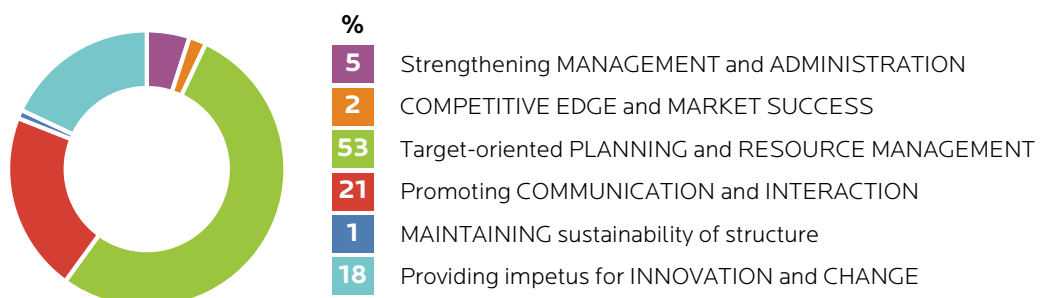 %
5 Strengthening MANAGEMENT and ADMINISTRATION
2 COMPETITIVE EDGE and MARKET SUCCESS
53 Target-oriented PLANNING and RESOURCE MANAGEMENT
21 Promoting COMMUNICATION and INTERACTION
1 MAINTAINING sustainability of structure
18 Providing impetus for INNOVATION and CHANGE